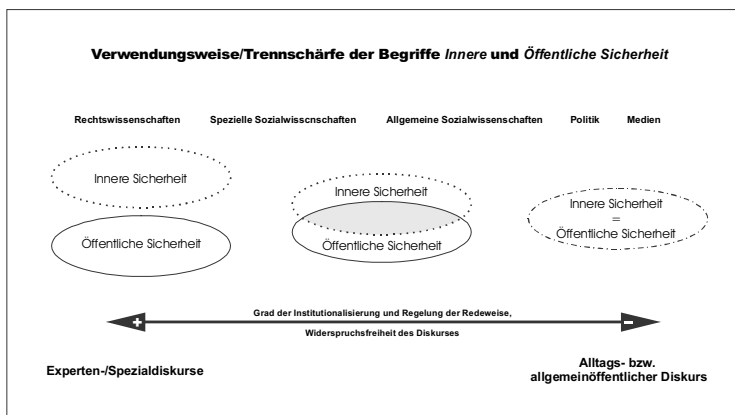 Verwendungsweise/Trennschärfe der Begriffe Innere und Öffentliche Sicherheit
Rechtswissenschaften Spezielle Sozialwisscnschaften Allgemeine Sozialwissenschaften Politik Medien
Innere Sicherheit
Öffentliche Sicherheit
Innere Sicherheit
Öffentliche Sicherheit
Innere Sicherheit
=
Öffentliche Sicherheit
Grad der Institutionalisierung und Regelung der Redeweise,
+ -
Widerspruchsfreiheit des Diskurses
Experten-/Spezialdiskurse
Alltags- bzw.
allgemeinöffentlicher Diskurs